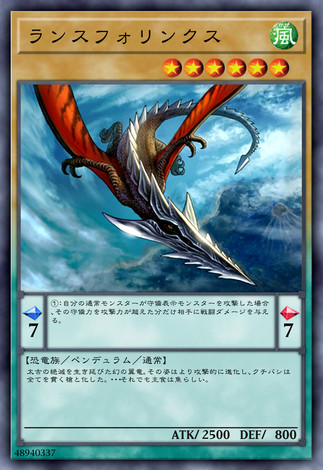 ランスフォリンクス
風
①：自分の通常モンスターが守備表示モンスターを攻撃した場合、
その守備力を攻撃力が超えた分だけ相手に戦闘ダメージを与え
る。
7
7
【恐竜族／ペンデュラム／通常】
太古の絶滅を生き延びた幻の翼竜。その姿はより攻撃的に進化し、クチバシは
全てを貫く槍と化した。・・それでも主食は魚らしい。
ATK/ 2500 DEF/ 800
48940337